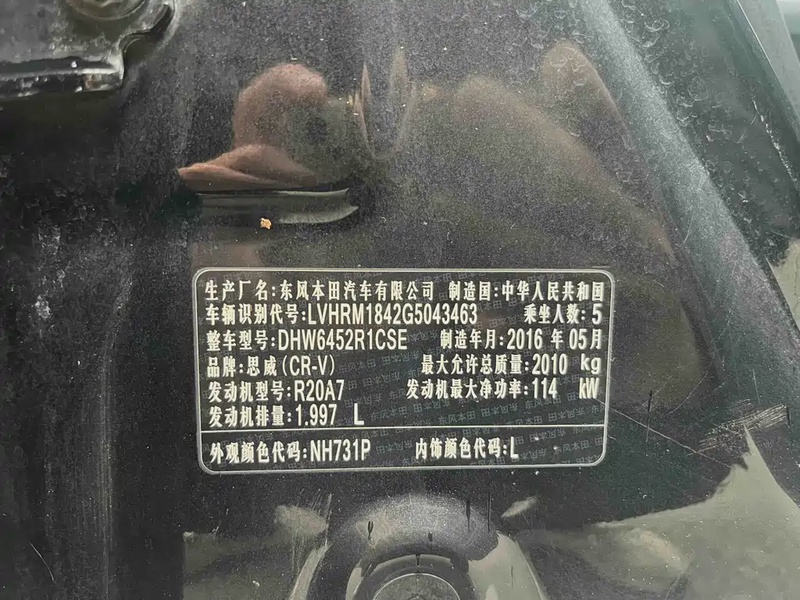 生产厂名:东风本田汽车有限公司 制造国:中华人民共和国
车辆识别代号:LVHRM1842G5043463 乘坐人数:5
整车型号:DHW6452R1CSE 制造年月:2016 年 05月
品牌:思威(CR-V) 最大允许总质量:2010 kg
发动机型号:R20A7 发动机最大净功率:114 kW
发动机排量:1.997 L
外观颜色代码:NH731P 内饰颜色代码:L